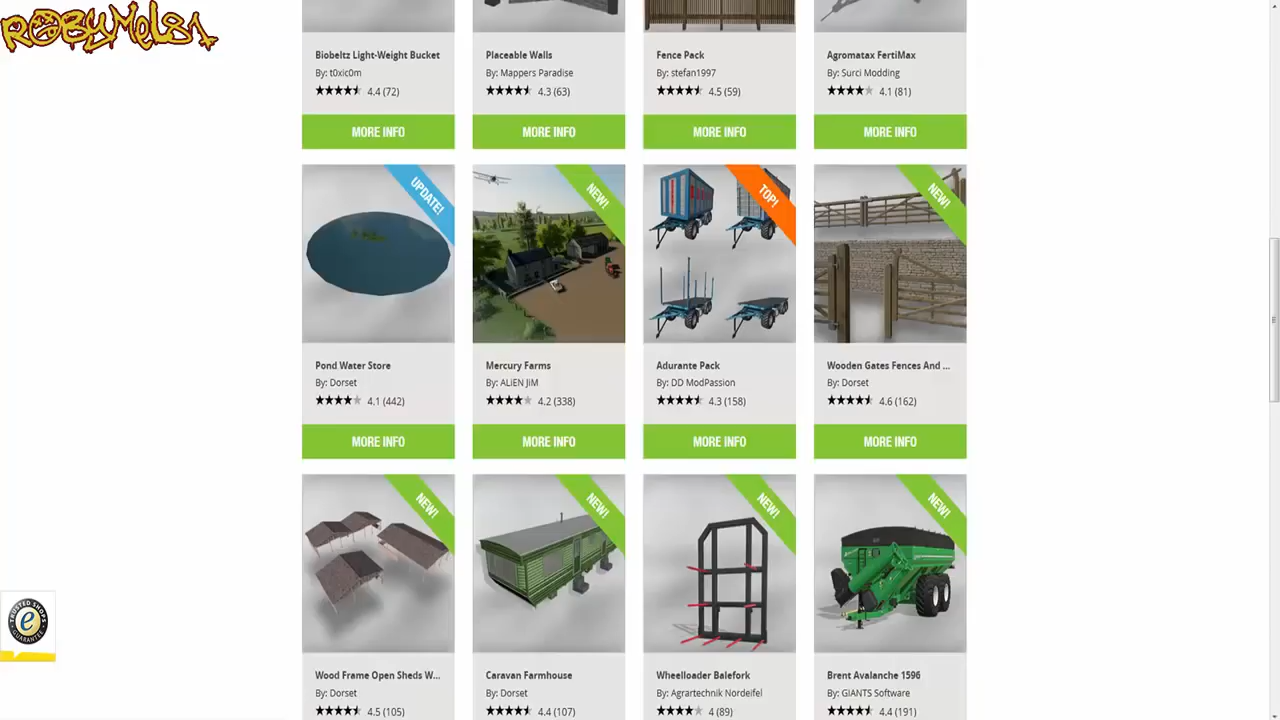 RobyMel81
Biobeltz Light-Weight Bucket
By: t0xic0m
4.4 (72)
MORE INFO
Placeable Walls
By: Mappers Paradise
4.3 (63)
MORE INFO
Fence Pack
By: stefan1997
4.5 (59)
MORE INFO
Agromatax FertiMax
By: Surci Modding
4.1 (81)
MORE INFO
UPDATE!
Pond Water Store
By: Dorset
4.1 (442)
MORE INFO
NEW!
Mercury Farms
By: ALiEN JIM
4.2 (338)
MORE INFO
TOP!
Adurante Pack
By: DD ModPassion
4.3 (158)
MORE INFO
NEW!
Wooden Gates Fences And ...
By: Dorset
4.6 (162)
MORE INFO
NEW!
Wood Frame Open Sheds W...
By: Dorset
4.5 (105)
NEW!
Caravan Farmhouse
By: Dorset
4.4 (107)
NEW!
Wheelloader Balefork
By: Agrartechnik Nordeifel
4 (89)
NEW!
Brent Avalanche 1596
By: GIANTS Software
4.4 (191)
TRUSTED SHOPS
e
GUARANTEE